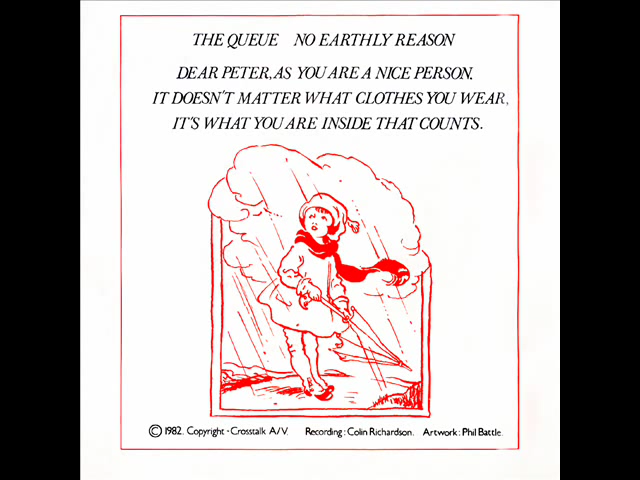 THE QUEUE NO EARTHLY REASON
DEAR PETER, AS YOU ARE A NICE PERSON,
IT DOESN'T MATTER WHAT CLOTHES YOU WEAR,
IT'S WHAT YOU ARE INSIDE THAT COUNTS.
© 1982. Copyright - Crosstalk A/V. Recording : Colin Richardson. Artwork : Phil Battle.